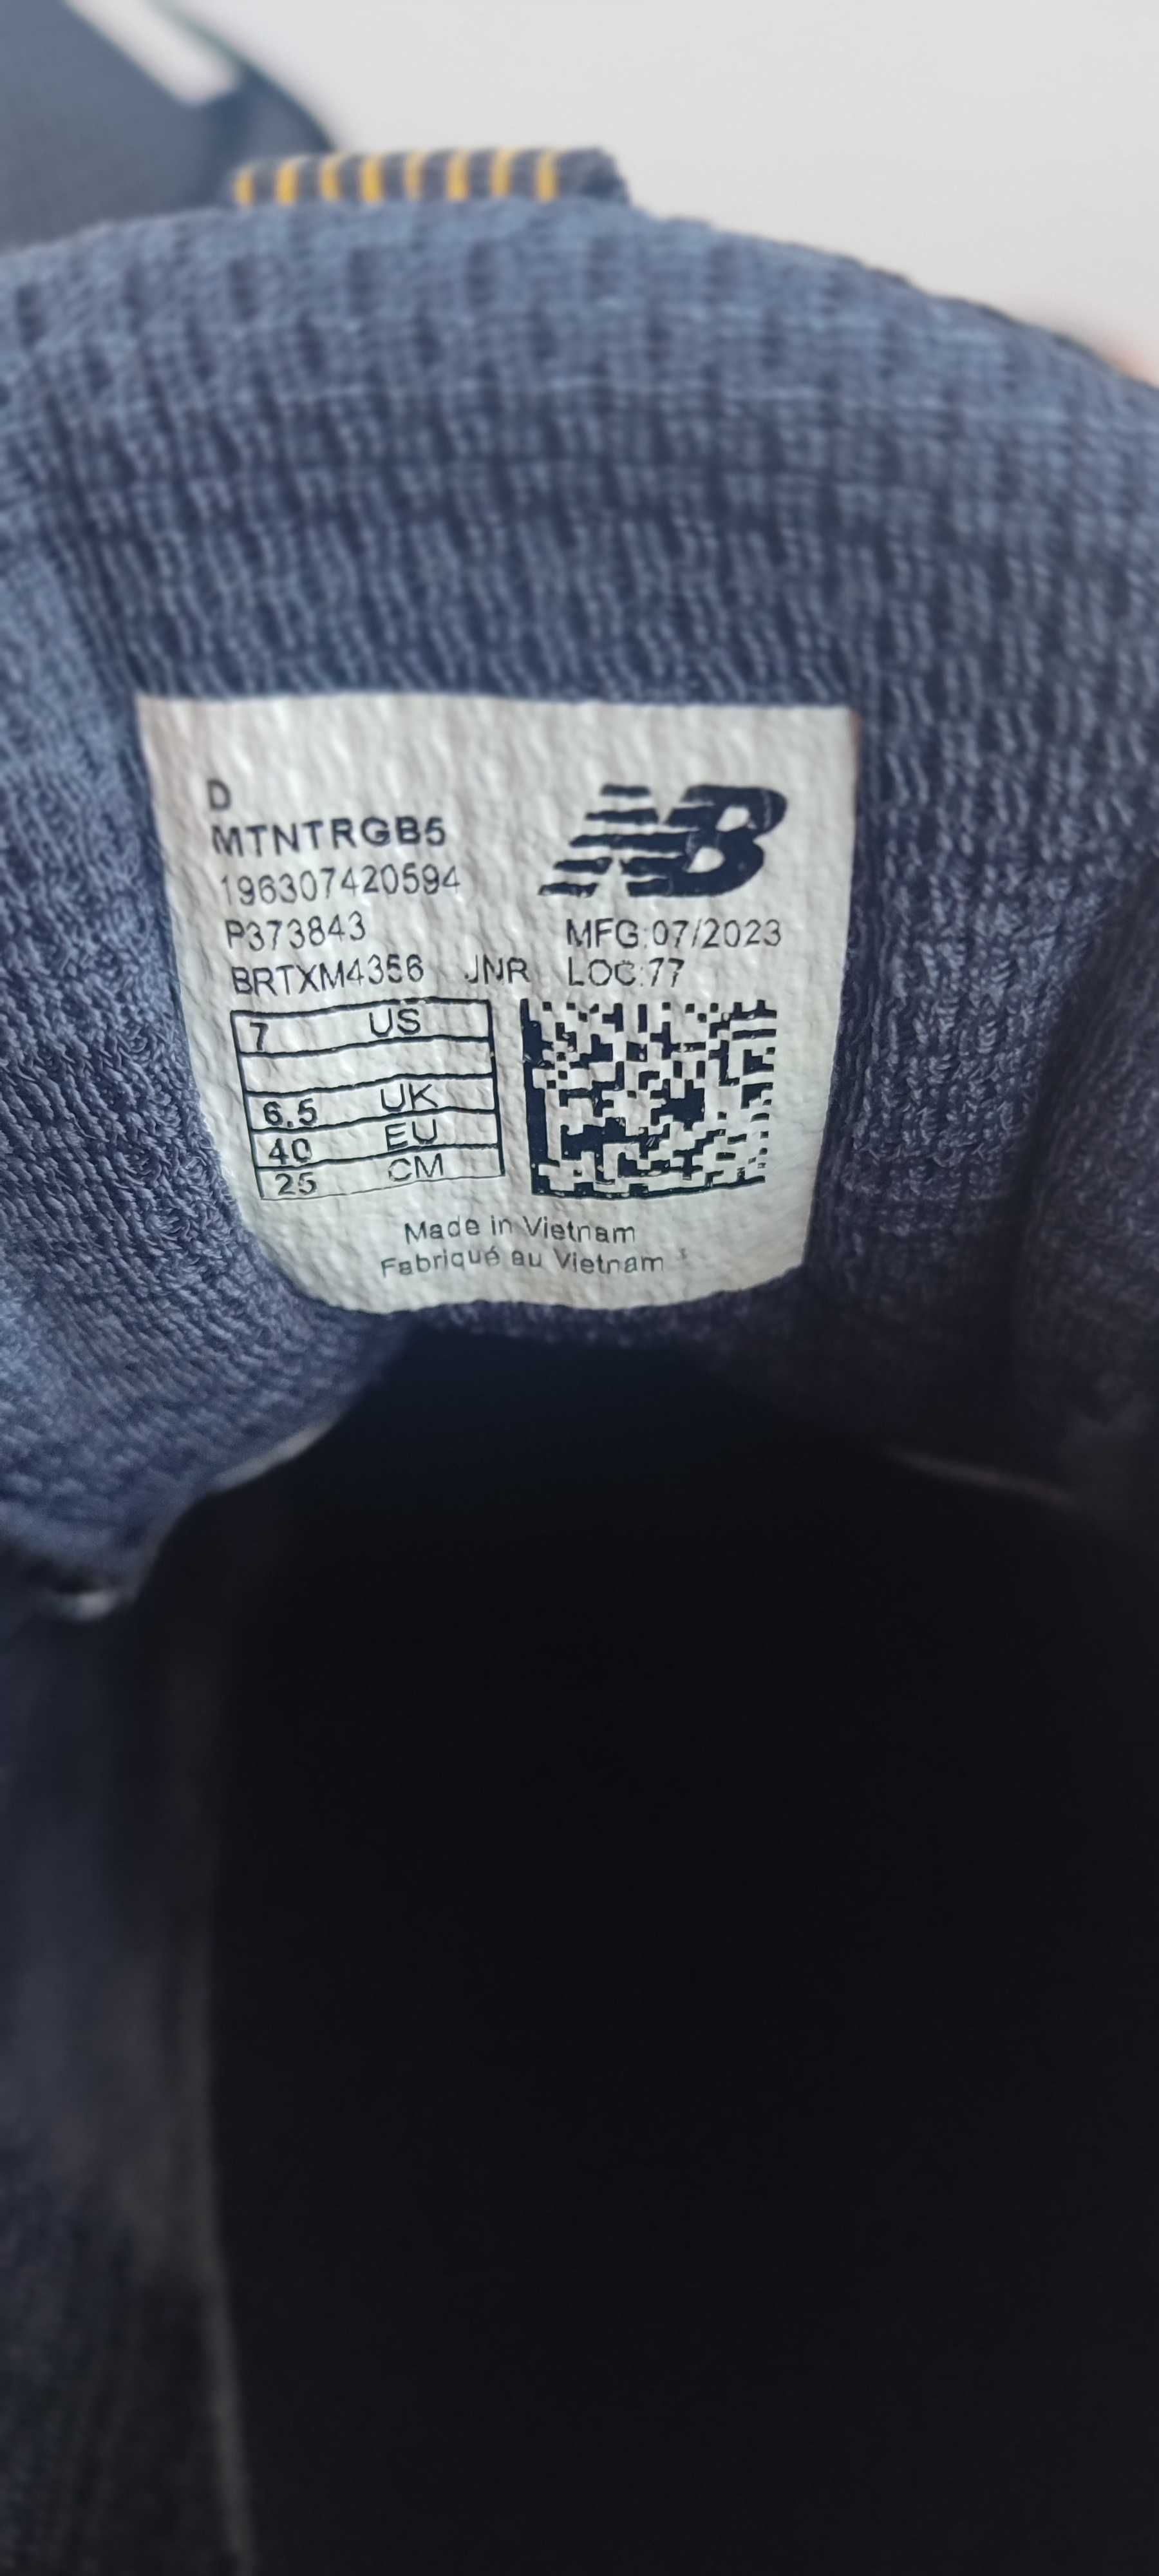 D
MTNTRGB5
196307420594
P373843
BRTXM4356 JNR
NB
MFG:07/2023
LOC:77
7 US
6.5 UK
40 EU
25 CM
Made in Vietnam
Fabriqué au Vietnam